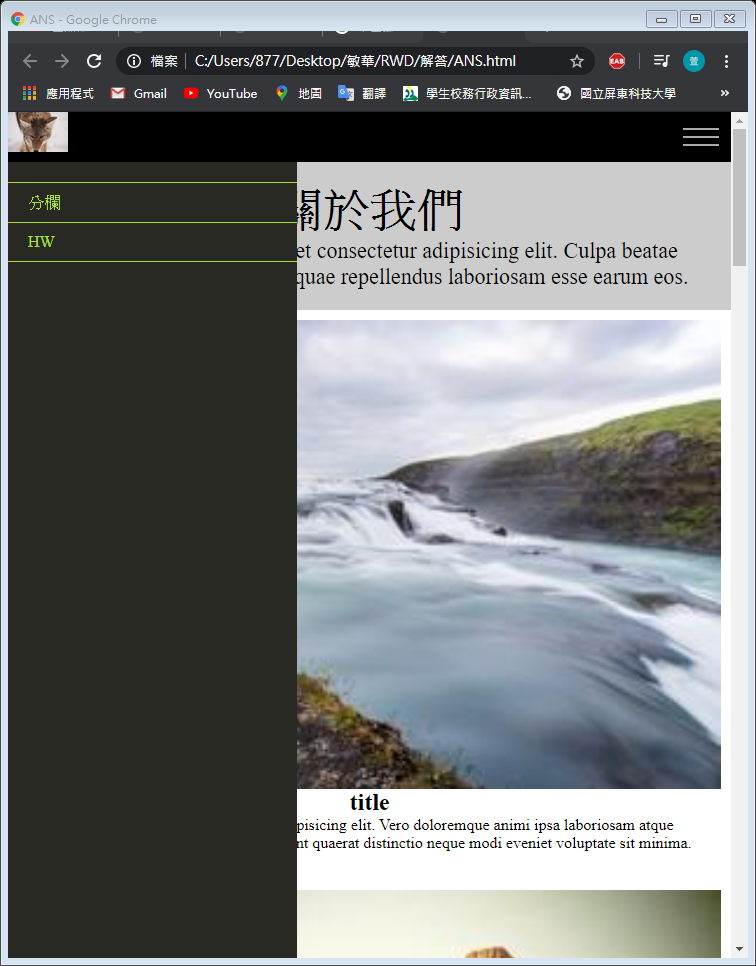 ANS - Google Chrome
檔案 C:/Users/877/Desktop/敏華/RWD/解答/ANS.html
EAB
萱
應用程式 Gmail YouTube 地圖 翻譯 學生校務行政資訊... 國立屏東科技大學 »
分欄
HW
關於我們
et consectetur adipisicing elit. Culpa beatae
quae repellendus laboriosam esse earum eos.
title
pisicing elit. Vero doloremque animi ipsa laboriosam atque
nt quaerat distinctio neque modi eveniet voluptate sit minima.